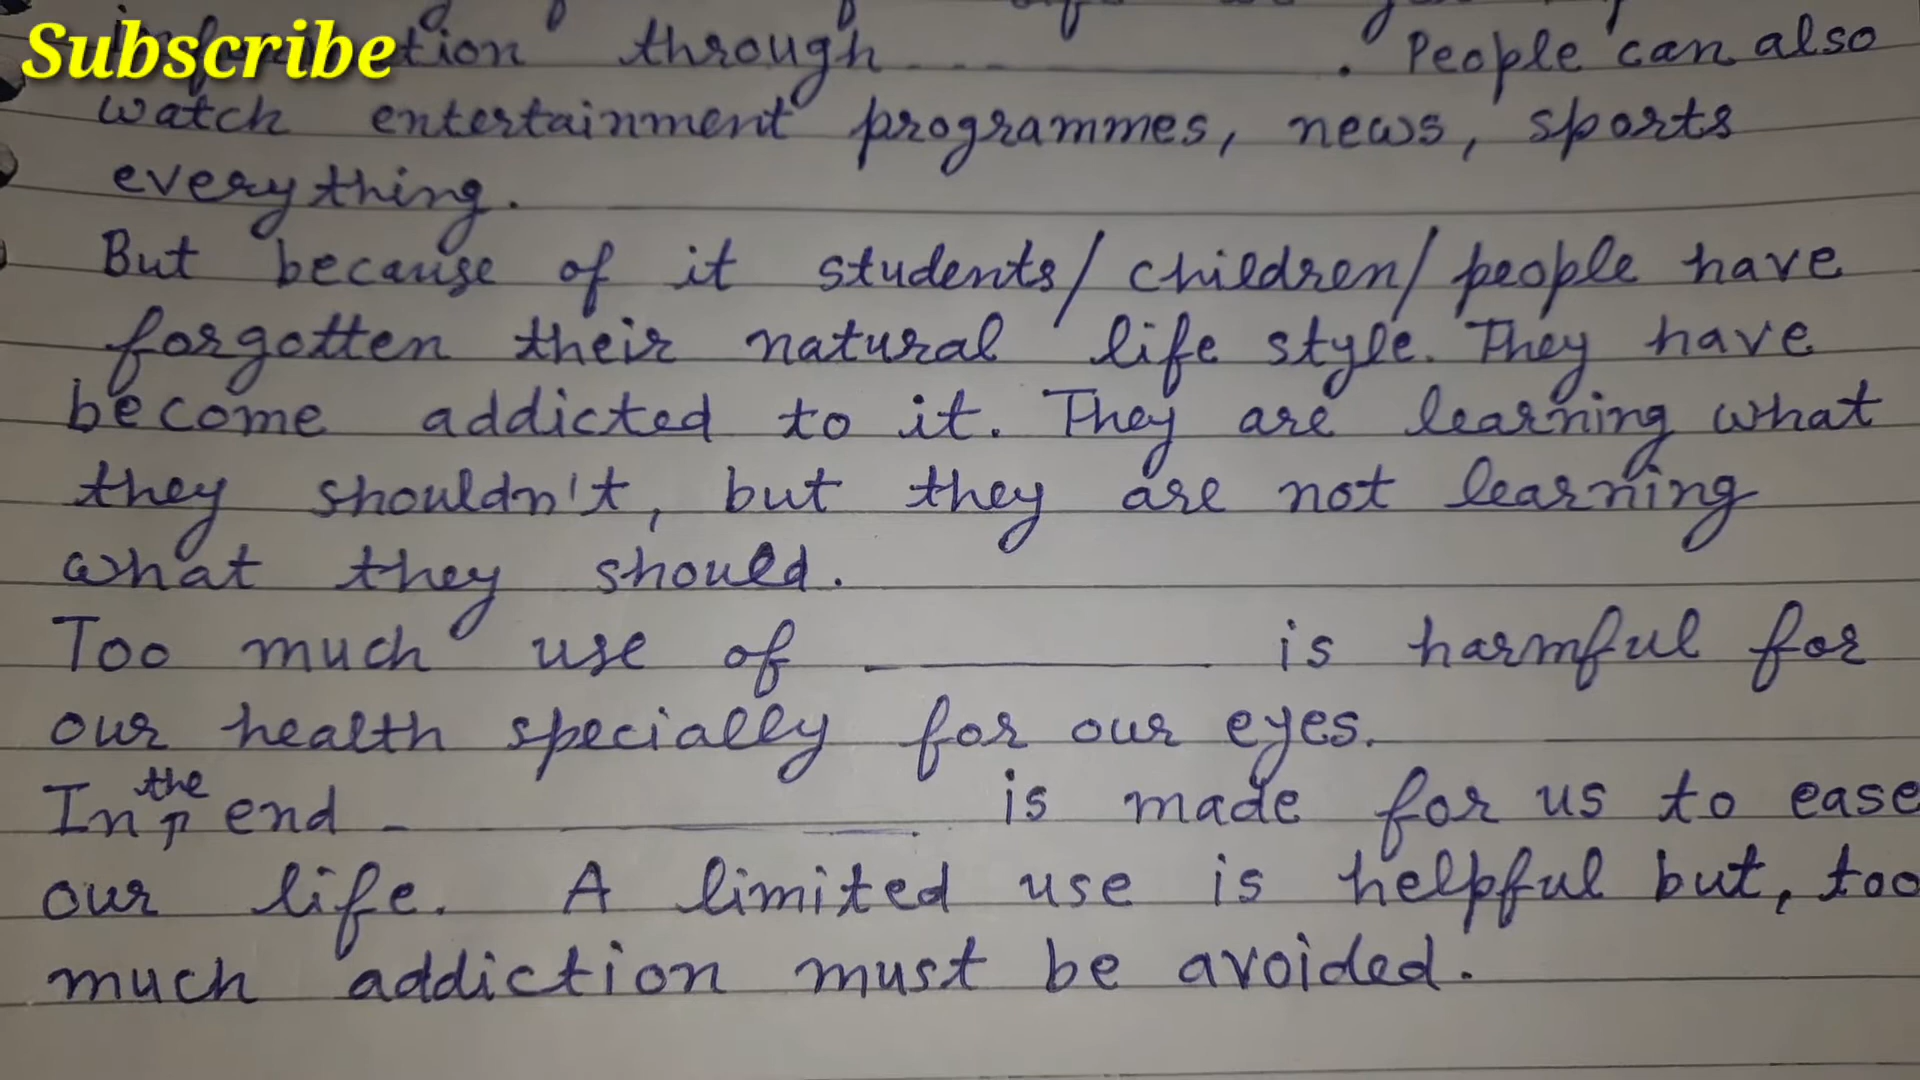 Subscribe
tion through ---- . People can also
watch entertainment programmes, news, sports
everything.
But because of it students/children/people have
forgotten their natural life style. They have
become addicted to it. They are learning what
they shouldn't, but they are not learning
what they should.
Too much use of ________ is harmful for
our health specially for our eyes.
In the end ________ is made for us to ease
our life. A limited use is helpful but, too
much addiction must be avoided.